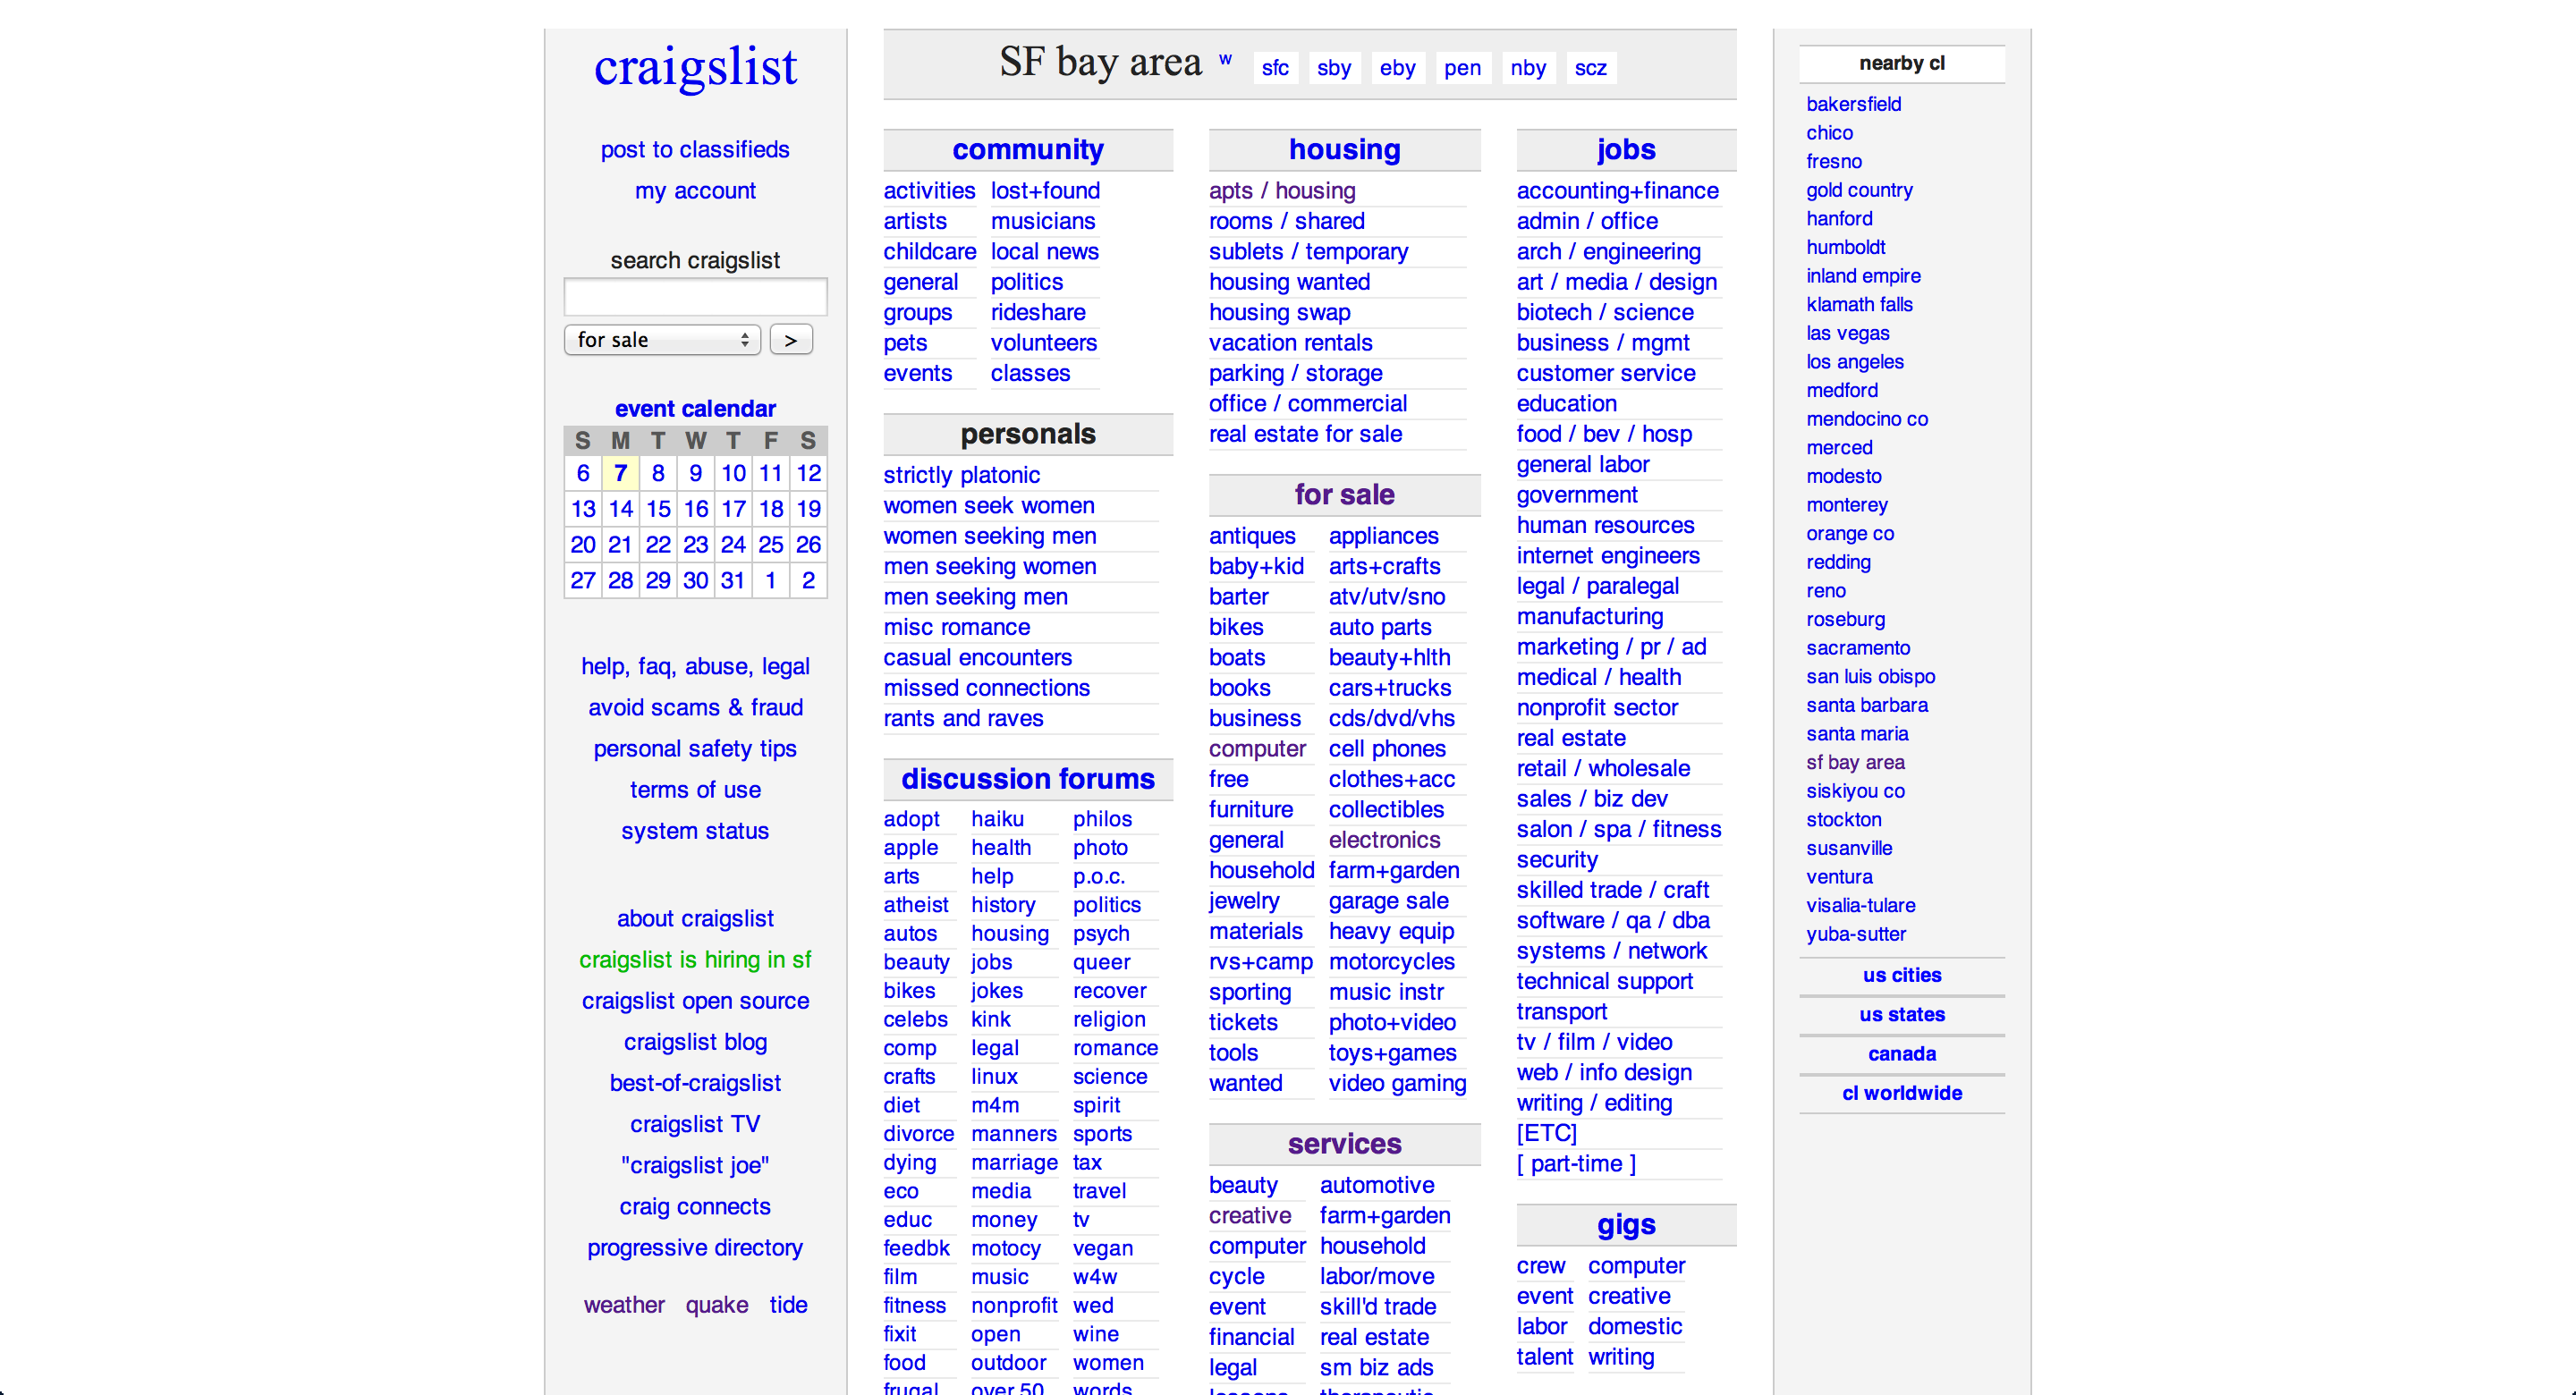 craigslist
post to classifieds
my account
search craigslist
for sale
>
event calendar
S M T W T F S
6 7 8 9 10 11 12
13 14 15 16 17 18 19
20 21 22 23 24 25 26
27 28 29 30 31 1 2
help, faq, abuse, legal
avoid scams & fraud
personal safety tips
terms of use
system status
about craigslist
craigslist is hiring in sf
craigslist open source
craigslist blog
best-of-craigslist
craigslist TV
"craigslist joe"
craig connects
progressive directory
weather quake tide
SF bay area w sfc sby eby pen nby scz
community
activities lost+found
artists musicians
childcare local news
general politics
groups rideshare
pets volunteers
events classes
personals
strictly platonic
women seek women
women seeking men
men seeking women
men seeking men
misc romance
casual encounters
missed connections
rants and raves
discussion forums
adopt haiku philos
apple health photo
arts help p.o.c.
atheist history politics
autos housing psych
beauty jobs queer
bikes jokes recover
celebs kink religion
comp legal romance
crafts linux science
diet m4m spirit
divorce manners sports
dying marriage tax
eco media travel
educ money tv
feedbk motocy vegan
film music w4w
fitness nonprofit wed
fixit open wine
food outdoor women
frugal over 50 words
housing
apts / housing
rooms / shared
sublets / temporary
housing wanted
housing swap
vacation rentals
parking / storage
office / commercial
real estate for sale
for sale
antiques appliances
baby+kid arts+crafts
barter atv/utv/sno
bikes auto parts
boats beauty+hlth
books cars+trucks
business cds/dvd/vhs
computer cell phones
free clothes+acc
furniture collectibles
general electronics
household farm+garden
jewelry garage sale
materials heavy equip
rvs+camp motorcycles
sporting music instr
tickets photo+video
tools toys+games
wanted video gaming
services
beauty automotive
creative farm+garden
computer household
cycle labor/move
event skill'd trade
financial real estate
legal sm biz ads
jobs
accounting+finance
admin / office
arch / engineering
art / media / design
biotech / science
business / mgmt
customer service
education
food / bev / hosp
general labor
government
human resources
internet engineers
legal / paralegal
manufacturing
marketing / pr / ad
medical / health
nonprofit sector
real estate
retail / wholesale
sales / biz dev
salon / spa / fitness
security
skilled trade / craft
software / qa / dba
systems / network
technical support
transport
tv / film / video
web / info design
writing / editing
[ETC]
[ part-time ]
gigs
crew computer
event creative
labor domestic
talent writing
nearby cl
bakersfield
chico
fresno
gold country
hanford
humboldt
inland empire
klamath falls
las vegas
los angeles
medford
mendocino co
merced
modesto
monterey
orange co
redding
reno
roseburg
sacramento
san luis obispo
santa barbara
santa maria
sf bay area
siskiyou co
stockton
susanville
ventura
visalia-tulare
yuba-sutter
us cities
us states
canada
cl worldwide